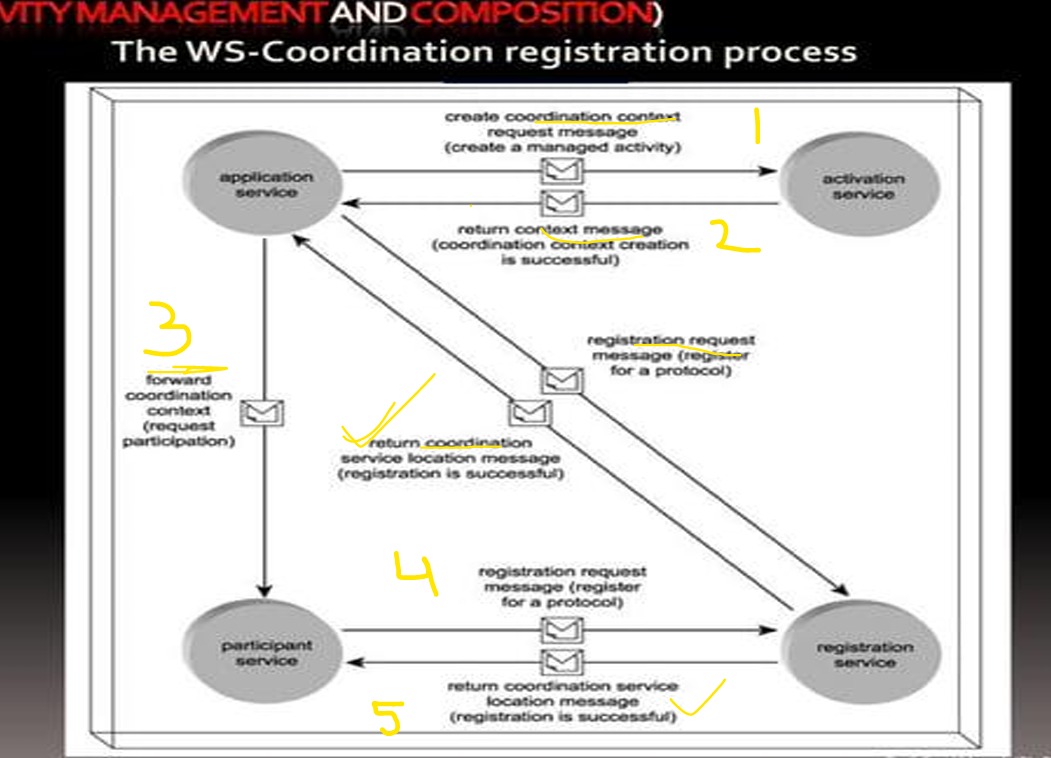 VITY MANAGEMENT AND COMPOSITION)
The WS-Coordination registration process
create coordination context
request message
(create a managed activity)
1
application
service
activation
service
return context message
(coordination context creation
is successful)
2
3
registration request
message (register
for a protocol)
forward
coordination
context
(request
participation)
return coordination
service location message
(registration is successful)
4
registration request
message (register
for a protocol)
participant
service
registration
service
return coordination service
location message
(registration is successful)
5